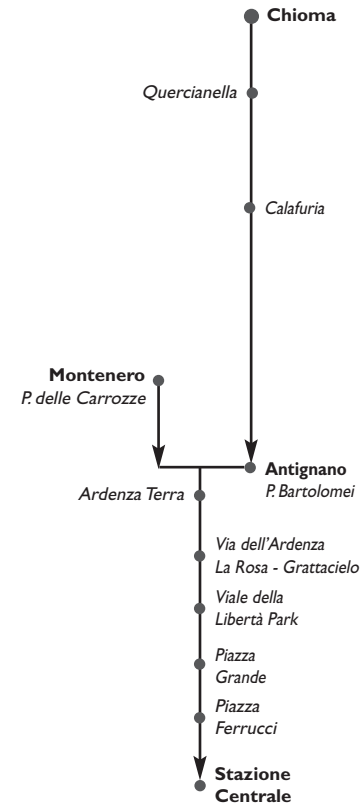 Chioma
Quercianella
Calafuria
Montenero
P. delle Carrozze
Antignano
P. Bartolomei
Ardenza Terra
Via dell'Ardenza
La Rosa - Grattacielo
Viale della
Libertà Park
Piazza
Grande
Piazza
Ferrucci
Stazione
Centrale